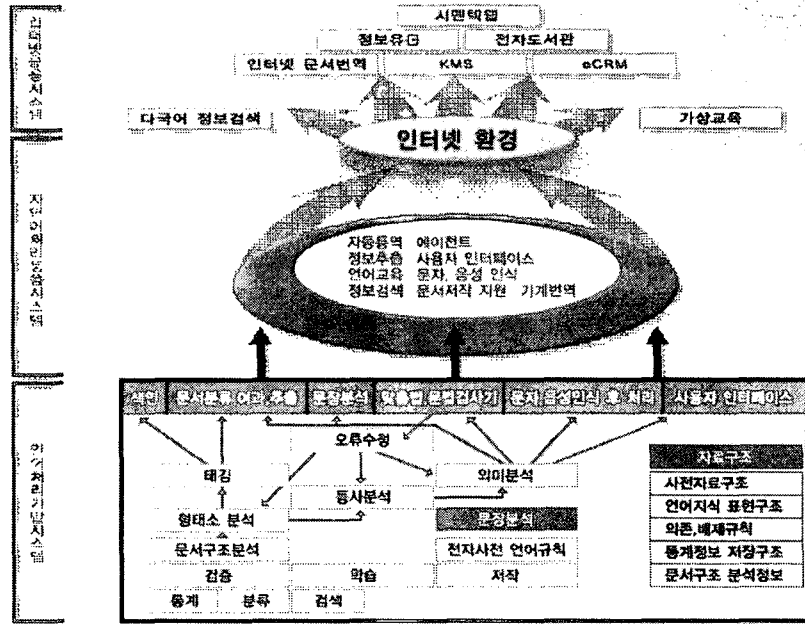 시멘틱웹
정보유통 전자도서관
인터넷 문서번역 KMS eCRM
다국어 정보검색 가상교육
인터넷 환경
자동통역 에이전트
정보추출 사용자 인터페이스
언어교육 문자, 음성 인식
정보검색 문서저작 지원 기계번역
색인 문서분류 여과 추출 문장분석 맞춤법 문법검사기 문자 음성인식 후 처리 사용자 인터페이스
오류수정
태깅 의미분석 자료구조
통사분석 사전자료구조
형태소 분석 문장분석 언어지식 표현구조
의존,배제규칙
문서구조분석 전자사전 언어규칙 통계정보 저장구조
검증 학습 저작 문서구조 분석정보
통계 분류 검색